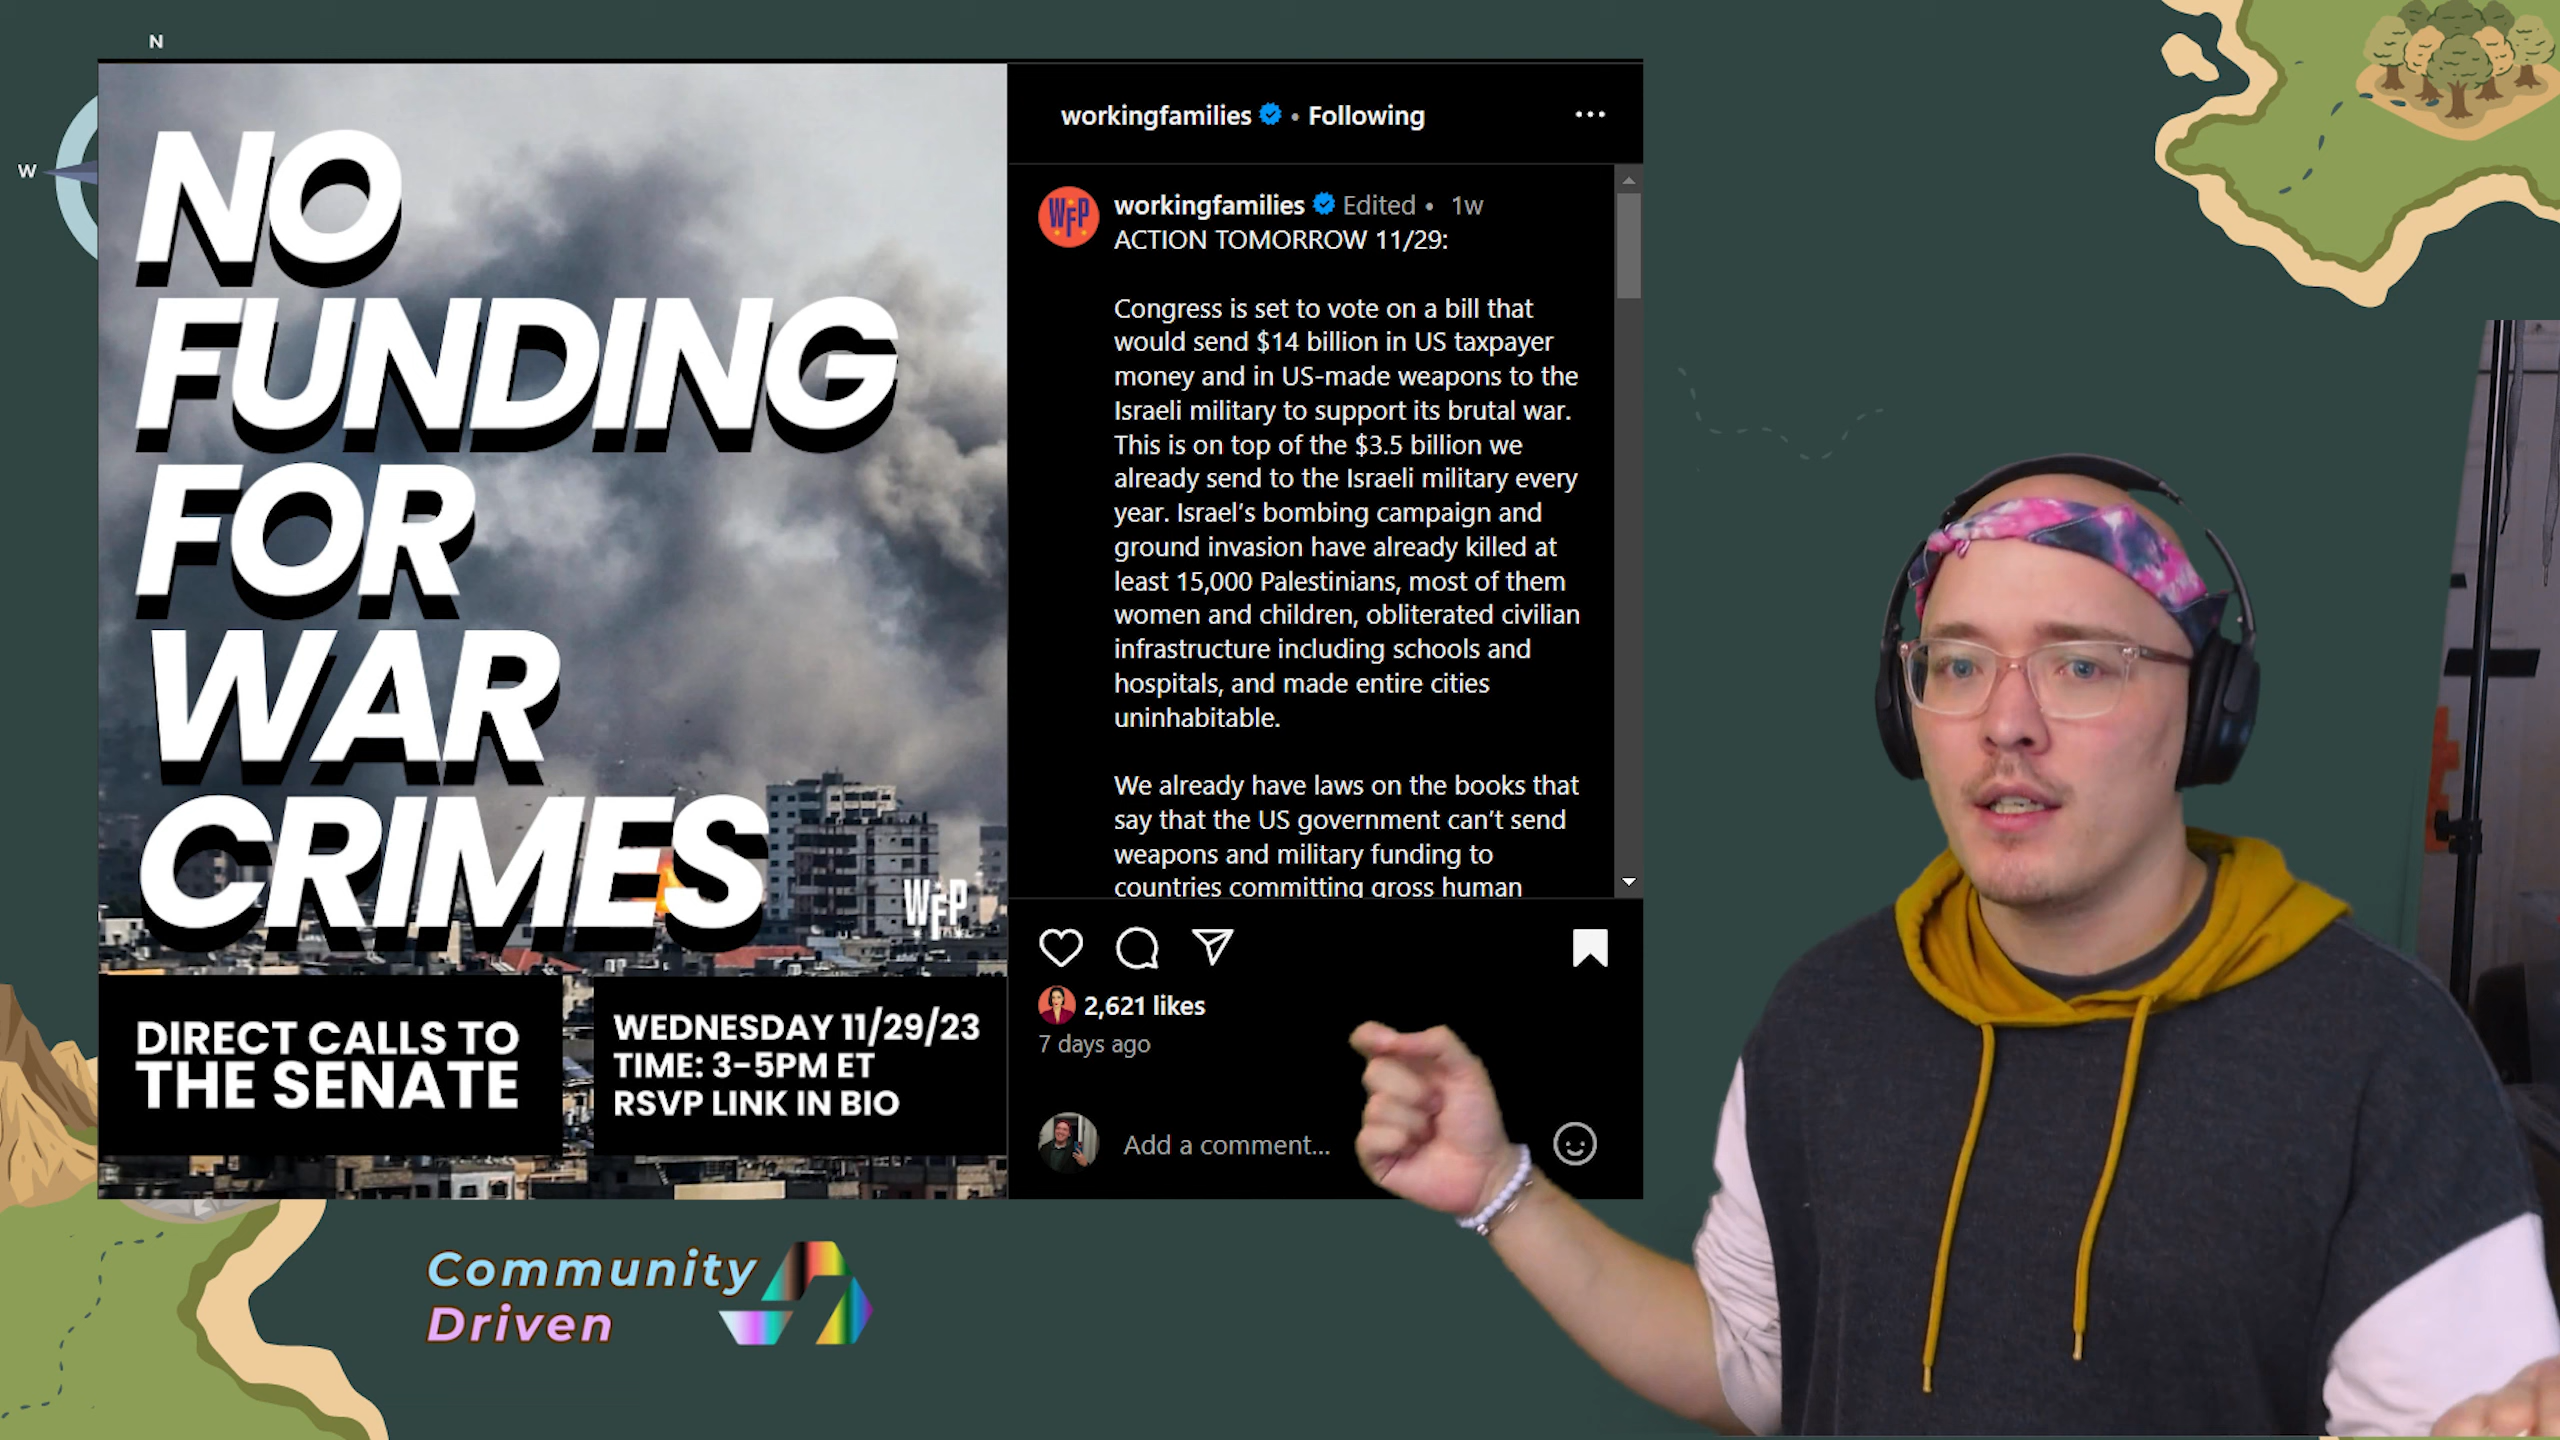 N
W
NO
FUNDING
FOR
WAR
CRIMES
WFP
DIRECT CALLS TO
THE SENATE
WEDNESDAY 11/29/23
TIME: 3-5PM ET
RSVP LINK IN BIO
workingfamilies • Following
WFP
workingfamilies Edited • 1w
ACTION TOMORROW 11/29:
Congress is set to vote on a bill that
would send $14 billion in US taxpayer
money and in US-made weapons to the
Israeli military to support its brutal war.
This is on top of the $3.5 billion we
already send to the Israeli military every
year. Israel's bombing campaign and
ground invasion have already killed at
least 15,000 Palestinians, most of them
women and children, obliterated civilian
infrastructure including schools and
hospitals, and made entire cities
uninhabitable.
We already have laws on the books that
say that the US government can't send
weapons and military funding to
countries committing gross human
2,621 likes
7 days ago
Add a comment...
Community
Driven